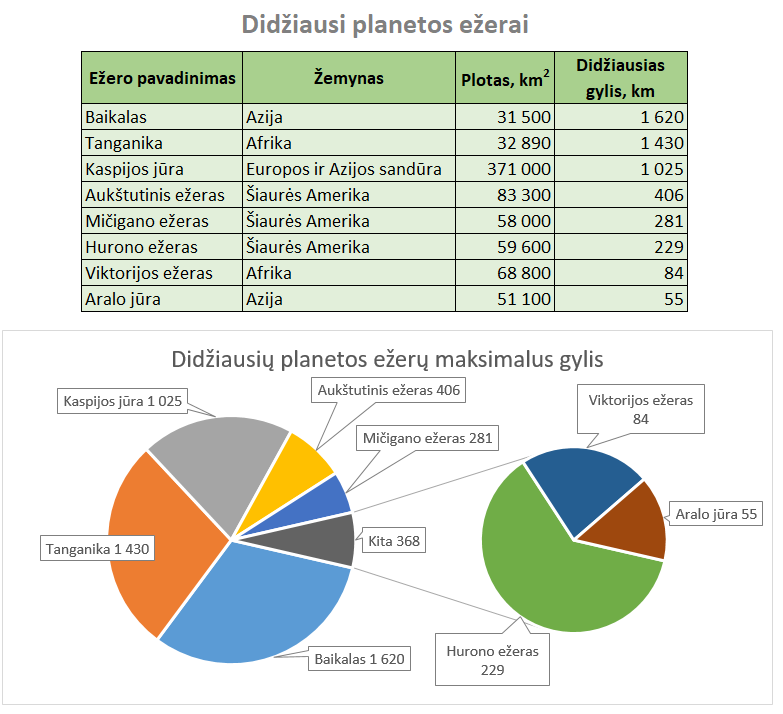 Didžiausi planetos ežerai
Ežero pavadinimas Žemynas Plotas, km² Didžiausias gylis, km
Baikalas Azija 31 500 1 620
Tanganika Afrika 32 890 1 430
Kaspijos jūra Europos ir Azijos sandūra 371 000 1 025
Aukštutinis ežeras Šiaurės Amerika 83 300 406
Mičigano ežeras Šiaurės Amerika 58 000 281
Hurono ežeras Šiaurės Amerika 59 600 229
Viktorijos ežeras Afrika 68 800 84
Aralo jūra Azija 51 100 55
Didžiausių planetos ežerų maksimalus gylis
Kaspijos jūra 1 025
Aukštutinis ežeras 406
Mičigano ežeras 281
Viktorijos ežeras
84
Tanganika 1 430
Kita 368
Aralo jūra 55
Baikalas 1 620
Hurono ežeras
229